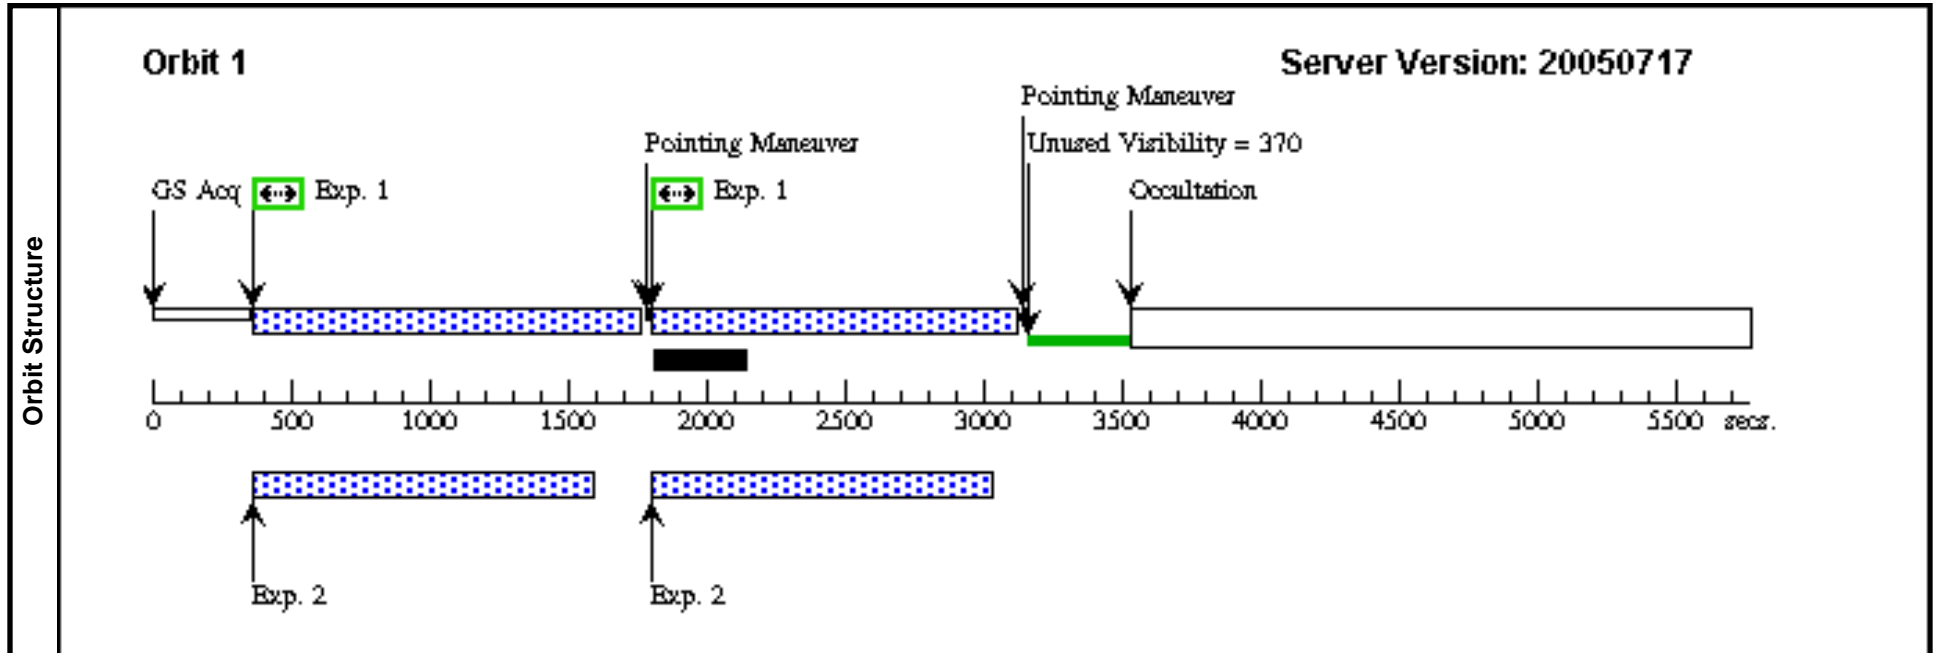 Orbit Structure
Orbit 1
Server Version: 20050717
Pointing Maneuver
Pointing Maneuver
Unused Visibility = 370
GS Acq
Exp. 1
Exp. 1
Occultation
0 500 1000 1500 2000 2500 3000 3500 4000 4500 5000 5500 secs.
Exp. 2
Exp. 2